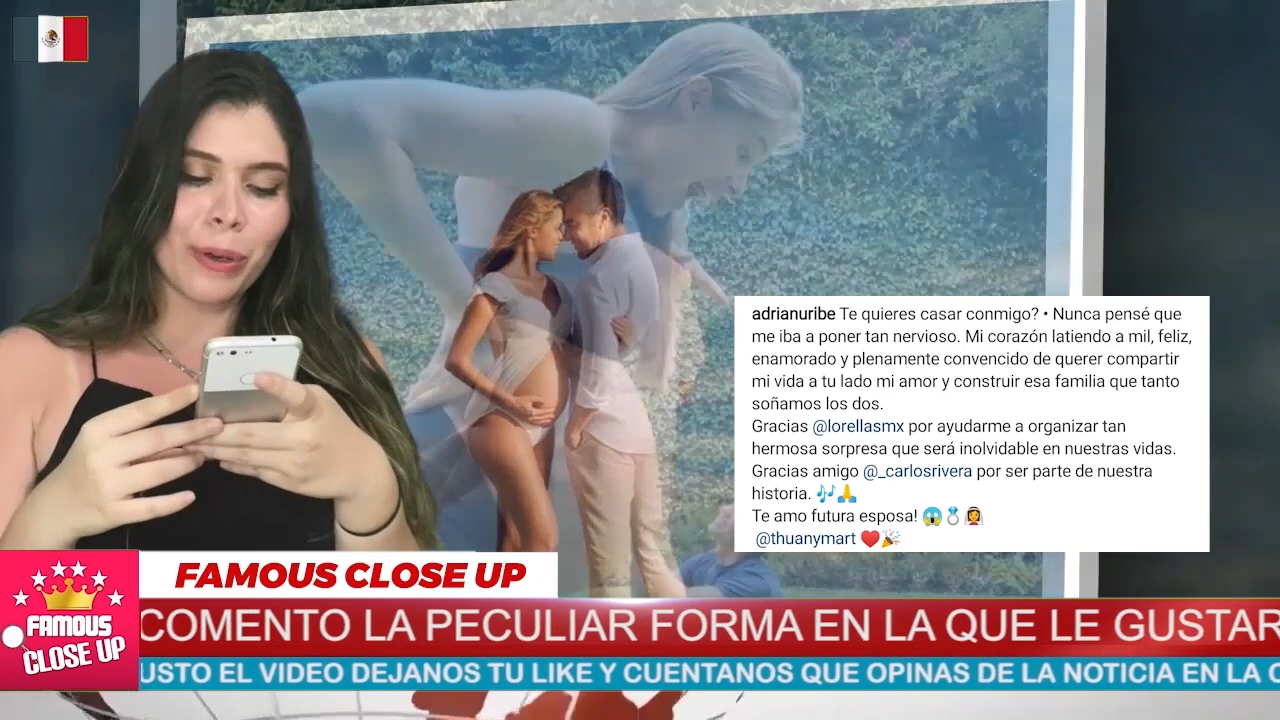 adrianuribe Te quieres casar conmigo? • Nunca pensé que
me iba a poner tan nervioso. Mi corazón latiendo a mil, feliz,
enamorado y plenamente convencido de querer compartir
mi vida a tu lado mi amor y construir esa familia que tanto
soñamos los dos.
Gracias @lorellasmx por ayudarme a organizar tan
hermosa sorpresa que será inolvidable en nuestras vidas.
Gracias amigo @_carlosrivera por ser parte de nuestra
historia. 🎶🙏
Te amo futura esposa! 😱💍👰
@thuanymart ❤️🎉
FAMOUS CLOSE UP
FAMOUS
CLOSE UP
COMENTO LA PECULIAR FORMA EN LA QUE LE GUSTAR
USTO EL VIDEO DEJANOS TU LIKE Y CUENTANOS QUE OPINAS DE LA NOTICIA EN LA C